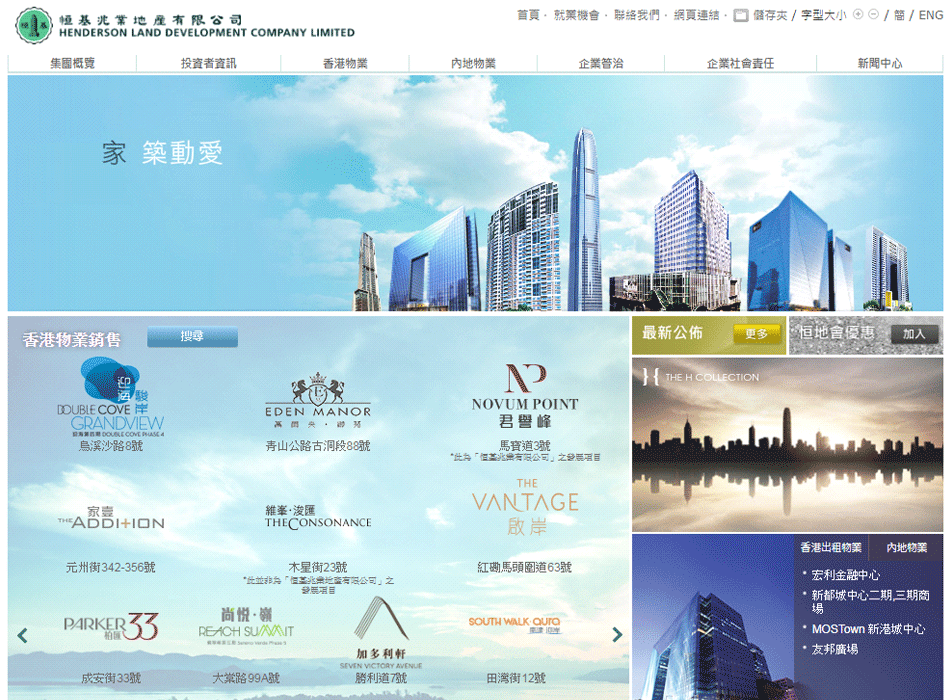 恒基兆業地產有限公司
HENDERSON LAND DEVELOPMENT COMPANY LIMITED
首頁 · 就業機會 · 聯絡我們 · 網頁連結 · 儲存夾 / 字型大小 / 簡 / ENG
集團概覽 投資者資訊 香港物業 內地物業 企業管治 企業社會責任 新聞中心
家 築動愛
香港物業銷售 搜尋
最新公佈 更多
恒地會優惠 加入
THE H COLLECTION
迎海
DOUBLE COVE
GRANDVIEW
DOUBLE COVE PHASE 4
烏溪沙路8號
EDEN MANOR
青山公路古洞段88號
NOVUM POINT
君譽峰
馬寶道3號
*此為「恒基兆業有限公司」之發展項目
家壹
THE ADDITION
元州街342-356號
維峯·浚匯
THE CONSONANCE
木星街23號
*此並非為「恒基兆業地產有限公司」之
發展項目
THE
VANTAGE
啟岸
紅磡馬頭圍道63號
PARKER 33
柏匯
成安街33號
尚悅·嶺
REACH SUMMIT
大棠路99A號
加多利軒
SEVEN VICTORY AVENUE
勝利道7號
SOUTH WALK AURA
田灣街12號
香港出租物業 內地物業
* 宏利金融中心
* 新都城中心二期,三期商
場
* MOSTown 新港城中心
* 友邦廣場